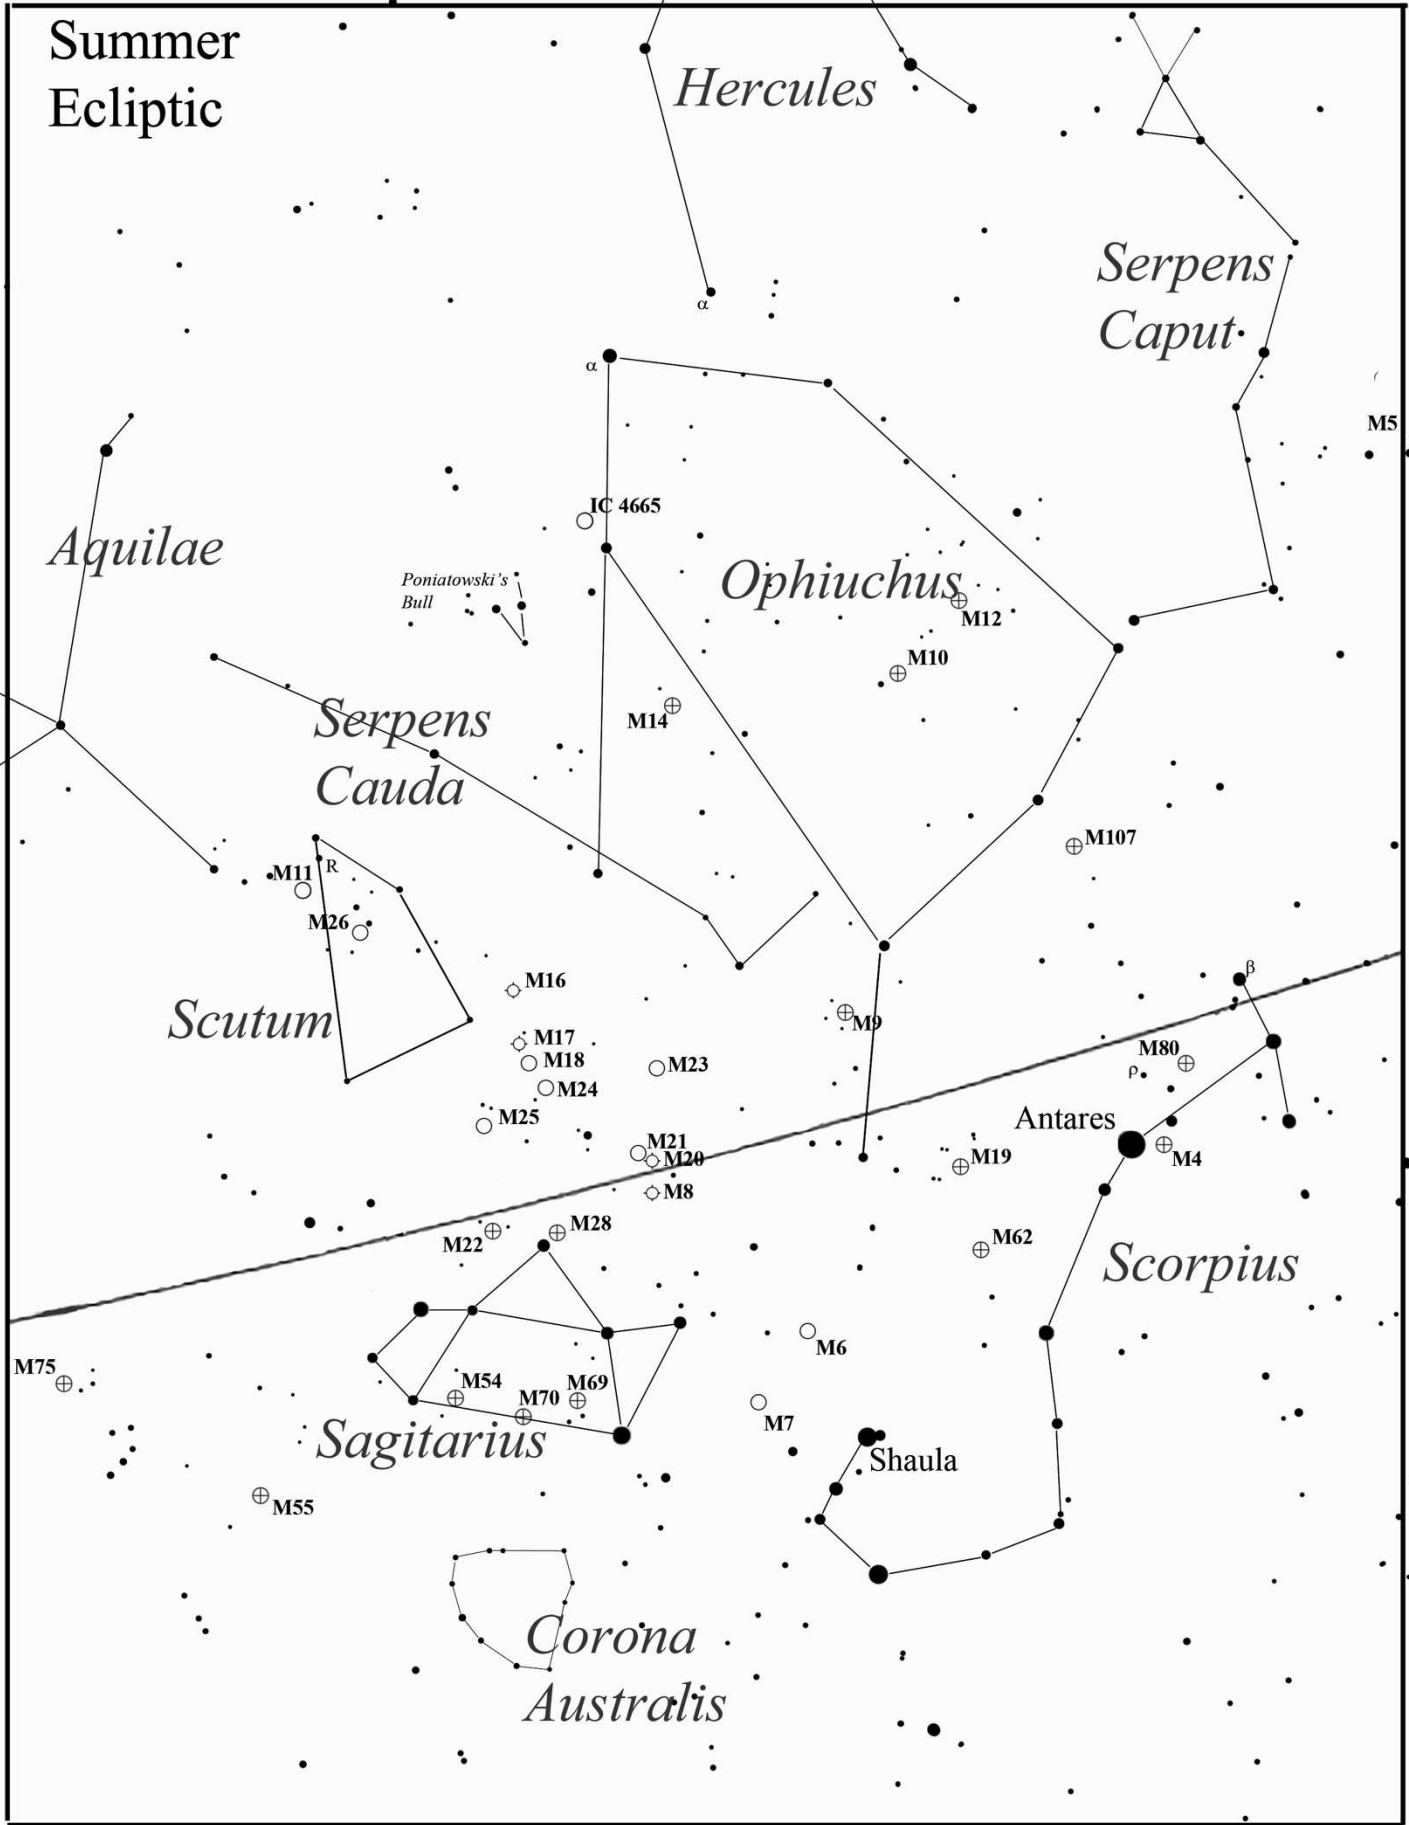 Summer
Ecliptic
Hercules
Serpens
Caput
α
α
M5
IC 4665
Aquilae
Ophiuchus
Poniatowski's
Bull
M12
M10
Serpens
Cauda
M14
M107
R
M11
M26
β
M16
Scutum
M9
M17
M18
M80
M23
ρ
M24
M25
Antares
M21
M20
M19
M4
M8
M28
M22
M62
Scorpius
M6
M75
M54
M69
M70
M7
Sagitarius
Shaula
M55
Corona
Australis